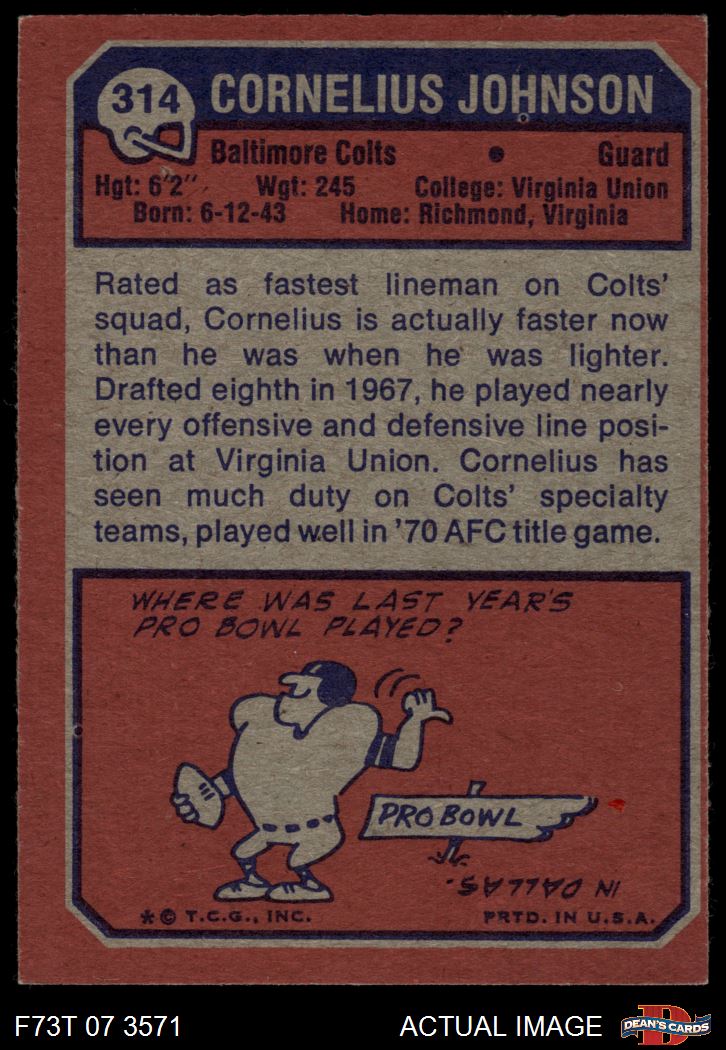 314 CORNELIUS JOHNSON
Baltimore Colts • Guard
Hgt: 6'2" Wgt: 245 College: Virginia Union
Born: 6-12-43 Home: Richmond, Virginia
Rated as fastest lineman on Colts'
squad, Cornelius is actually faster now
than he was when he was lighter.
Drafted eighth in 1967, he played nearly
every offensive and defensive line posi-
tion at Virginia Union. Cornelius has
seen much duty on Colts' specialty
teams, played well in '70 AFC title game.
WHERE WAS LAST YEAR'S
PRO BOWL PLAYED?
PRO BOWL
IN DALLAS.
* © T.C.G., INC. PRTD. IN U.S.A.
F73T 07 3571 ACTUAL IMAGE D DEAN'S CARDS